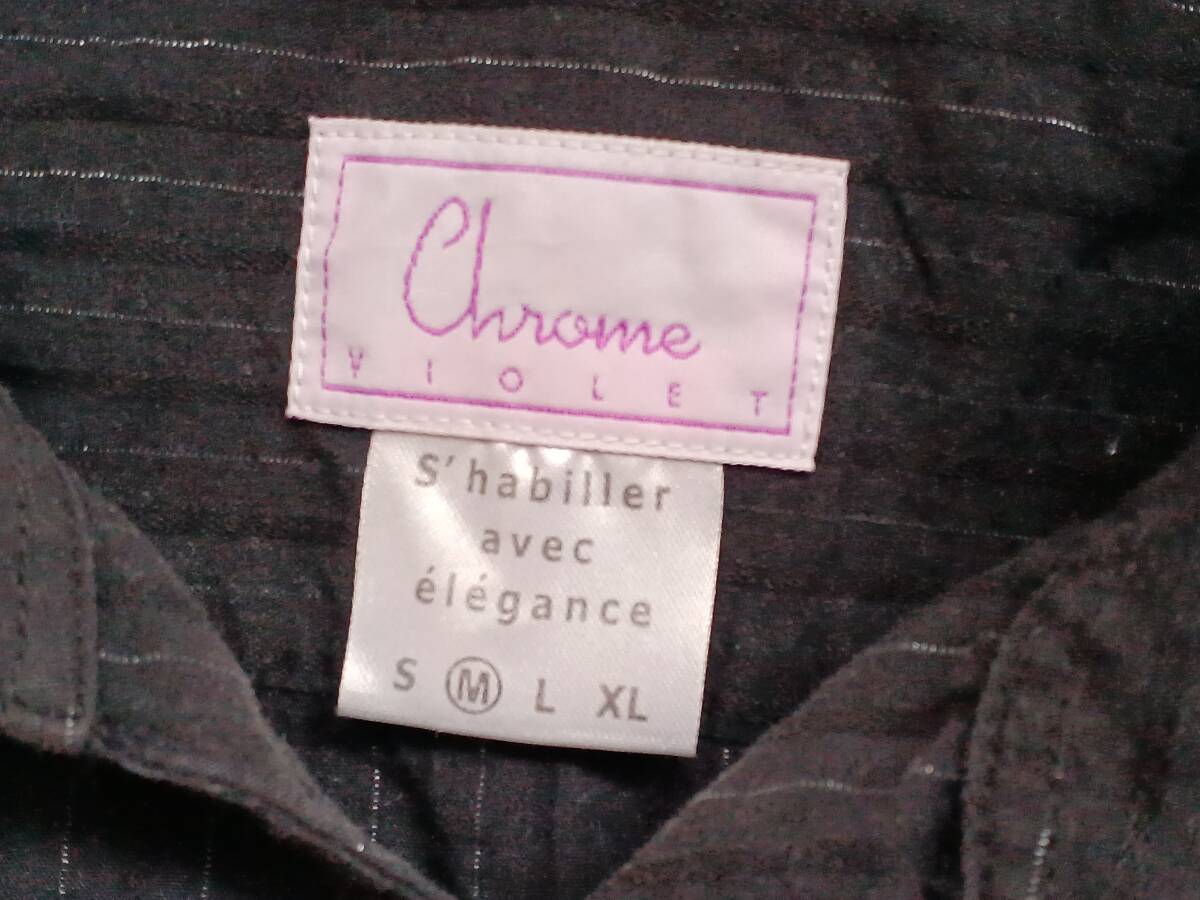 Chrome
VIOLET
S'habiller
avec
élégance
S M L XL